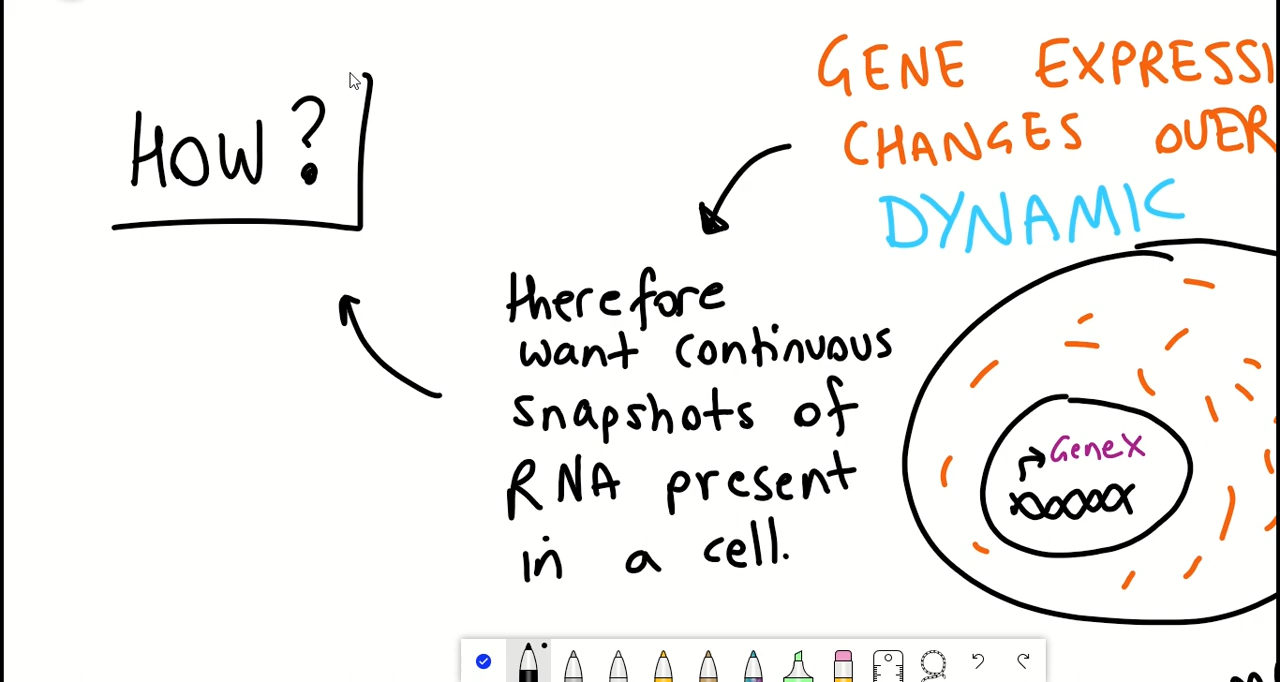 HOW?
GENE EXPRESSI
CHANGES OVER
DYNAMIC
therefore
want continuous
snapshots of
RNA present
in a cell.
Gene X